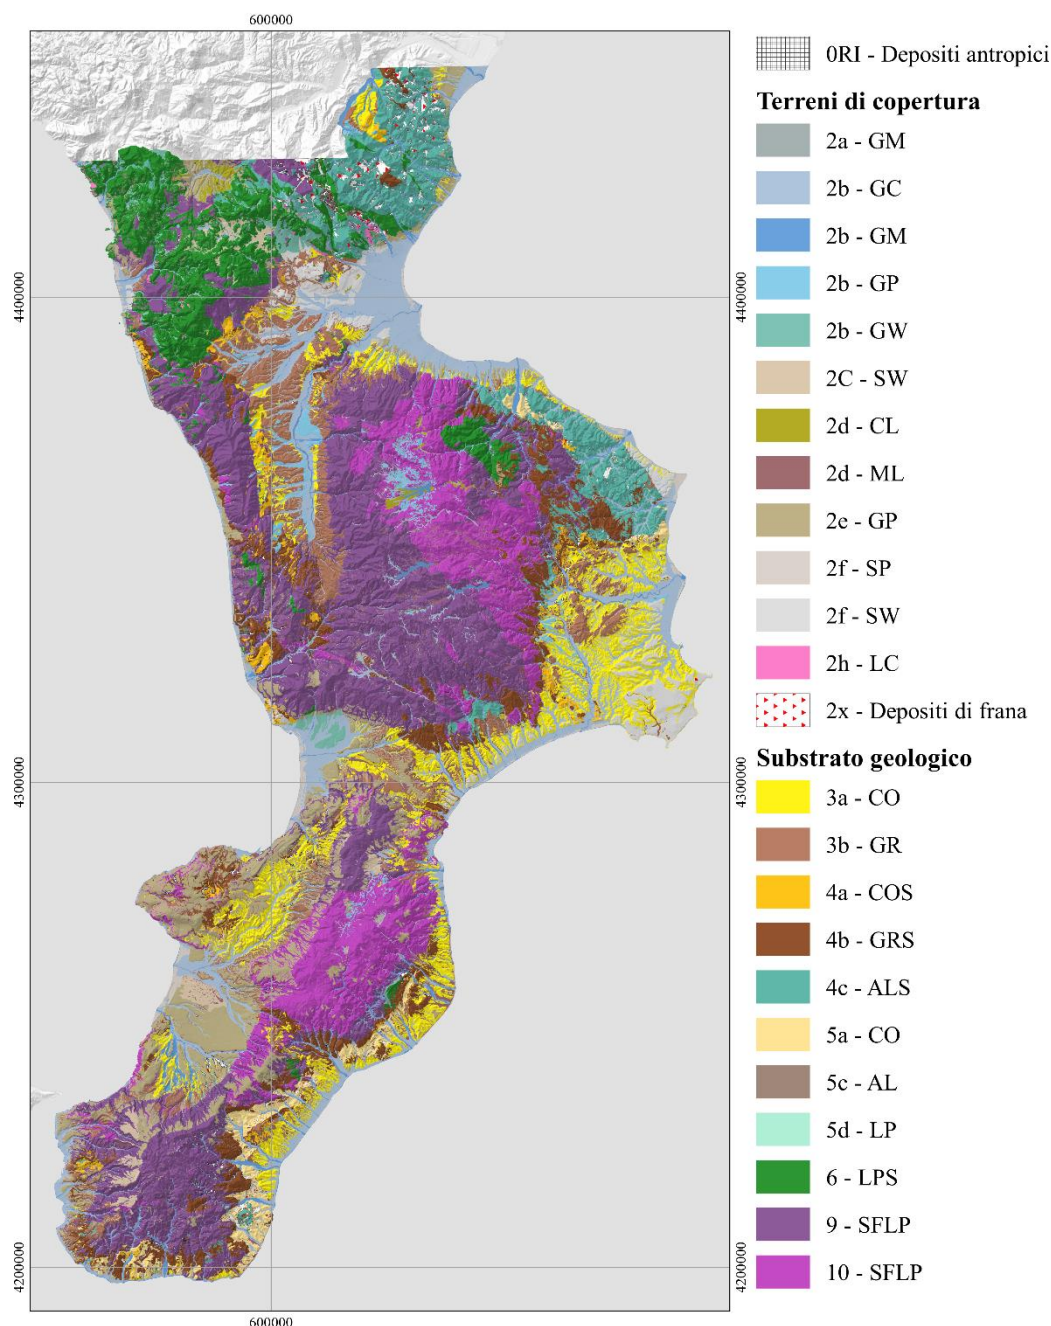 600000
0RI - Depositi antropici
Terreni di copertura
2a - GM
2b - GC
2b - GM
2b - GP
2b - GW
2C - SW
2d - CL
2d - ML
2e - GP
2f - SP
2f - SW
2h - LC
2x - Depositi di frana
Substrato geologico
3a - CO
3b - GR
4a - COS
4b - GRS
4c - ALS
5a - CO
5c - AL
5d - LP
6 - LPS
9 - SFLP
10 - SFLP
4400000
4400000
4300000
4300000
4200000
4200000
600000